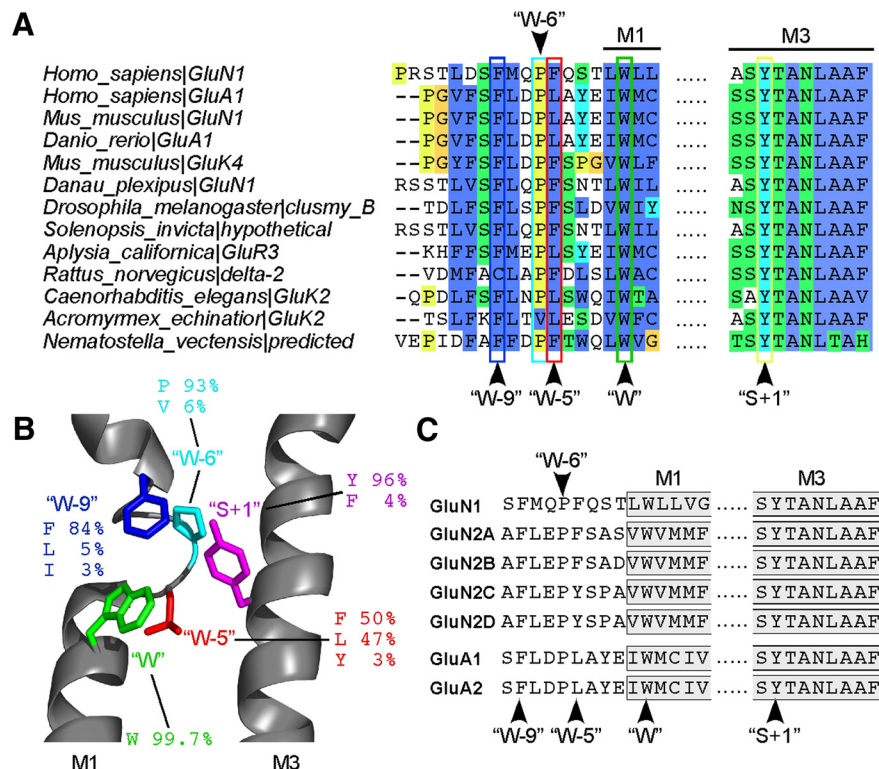 A
"W-6"
M1
M3
Homo_sapiens|GluN1 PRSTLDSFMQPFQSTLWLL ..... ASYTANLAAF
Homo_sapiens|GluA1 --PGVFSFLDPLAYEIWMC ..... SSYTANLAAF
Mus_musculus|GluN1 --PGVFSFLDPLAYEIWMC ..... SSYTANLAAF
Danio_rerio|GluA1 --PGVFSFLDPLAYEIWMC ..... SSYTANLAAF
Mus_musculus|GluK4 --PGYFSFLDPFSPGVWLF ..... SSYTANLAAF
Danau_plexipus|GluN1 RSSTLVSFLQPFSNTLWIL ..... ASYTANLAAF
Drosophila_melanogaster|clusmy_B --TDLFSFLSPFSLDVWIY ..... NSYTANLAAF
Solenopsis_invicta|hypothetical RSSTLVSFLQPFSNTLWIL ..... ASYTANLAAF
Aplysia_californica|GluR3 --KHFFSFMEPLSYEIWMC ..... SSYTANLAAF
Rattus_norvegicus|delta-2 --VDMFACLAPFDLSLWAC ..... SSYTANLAAF
Caenorhabditis_elegans|GluK2 -QPDLFSFLNPLSWQIWTA ..... SAYTANLAAV
Acromyrmex_echinatior|GluK2 --TSLFKFLTVLESDVWFC ..... SSYTANLAAF
Nematostella_vectensis|predicted VEPIDFAFFDPFTWQLWVG ..... TSYTANLTAH
"W-9"
"W-5"
"W"
"S+1"
B
P 93%
V 6%
"W-6"
"W-9"
F 84%
L 5%
I 3%
"S+1"
Y 96%
F 4%
"W-5"
F 50%
L 47%
Y 3%
"W"
W 99.7%
M1
M3
C
"W-6"
M1
M3
GluN1 SFMQPFQSTLWLLVG ..... SYTANLAAF
GluN2A AFLEPFSASVWVMMF ..... SYTANLAAF
GluN2B AFLEPFSADVWVMMF ..... SYTANLAAF
GluN2C AFLEPYSPAVWVMMF ..... SYTANLAAF
GluN2D AFLEPYSPAVWVMMF ..... SYTANLAAF
GluA1 SFLDPLAYEIWMCIV ..... SYTANLAAF
GluA2 SFLDPLAYEIWMCIV ..... SYTANLAAF
"W-9"
"W-5"
"W"
"S+1"